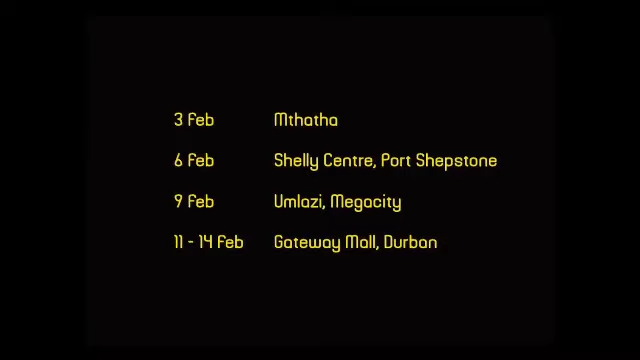 3 Feb Mthatha
6 Feb Shelly Centre, Port Shepstone
9 Feb Umlazi, Megacity
11 - 14 Feb Gateway Mall, Durban